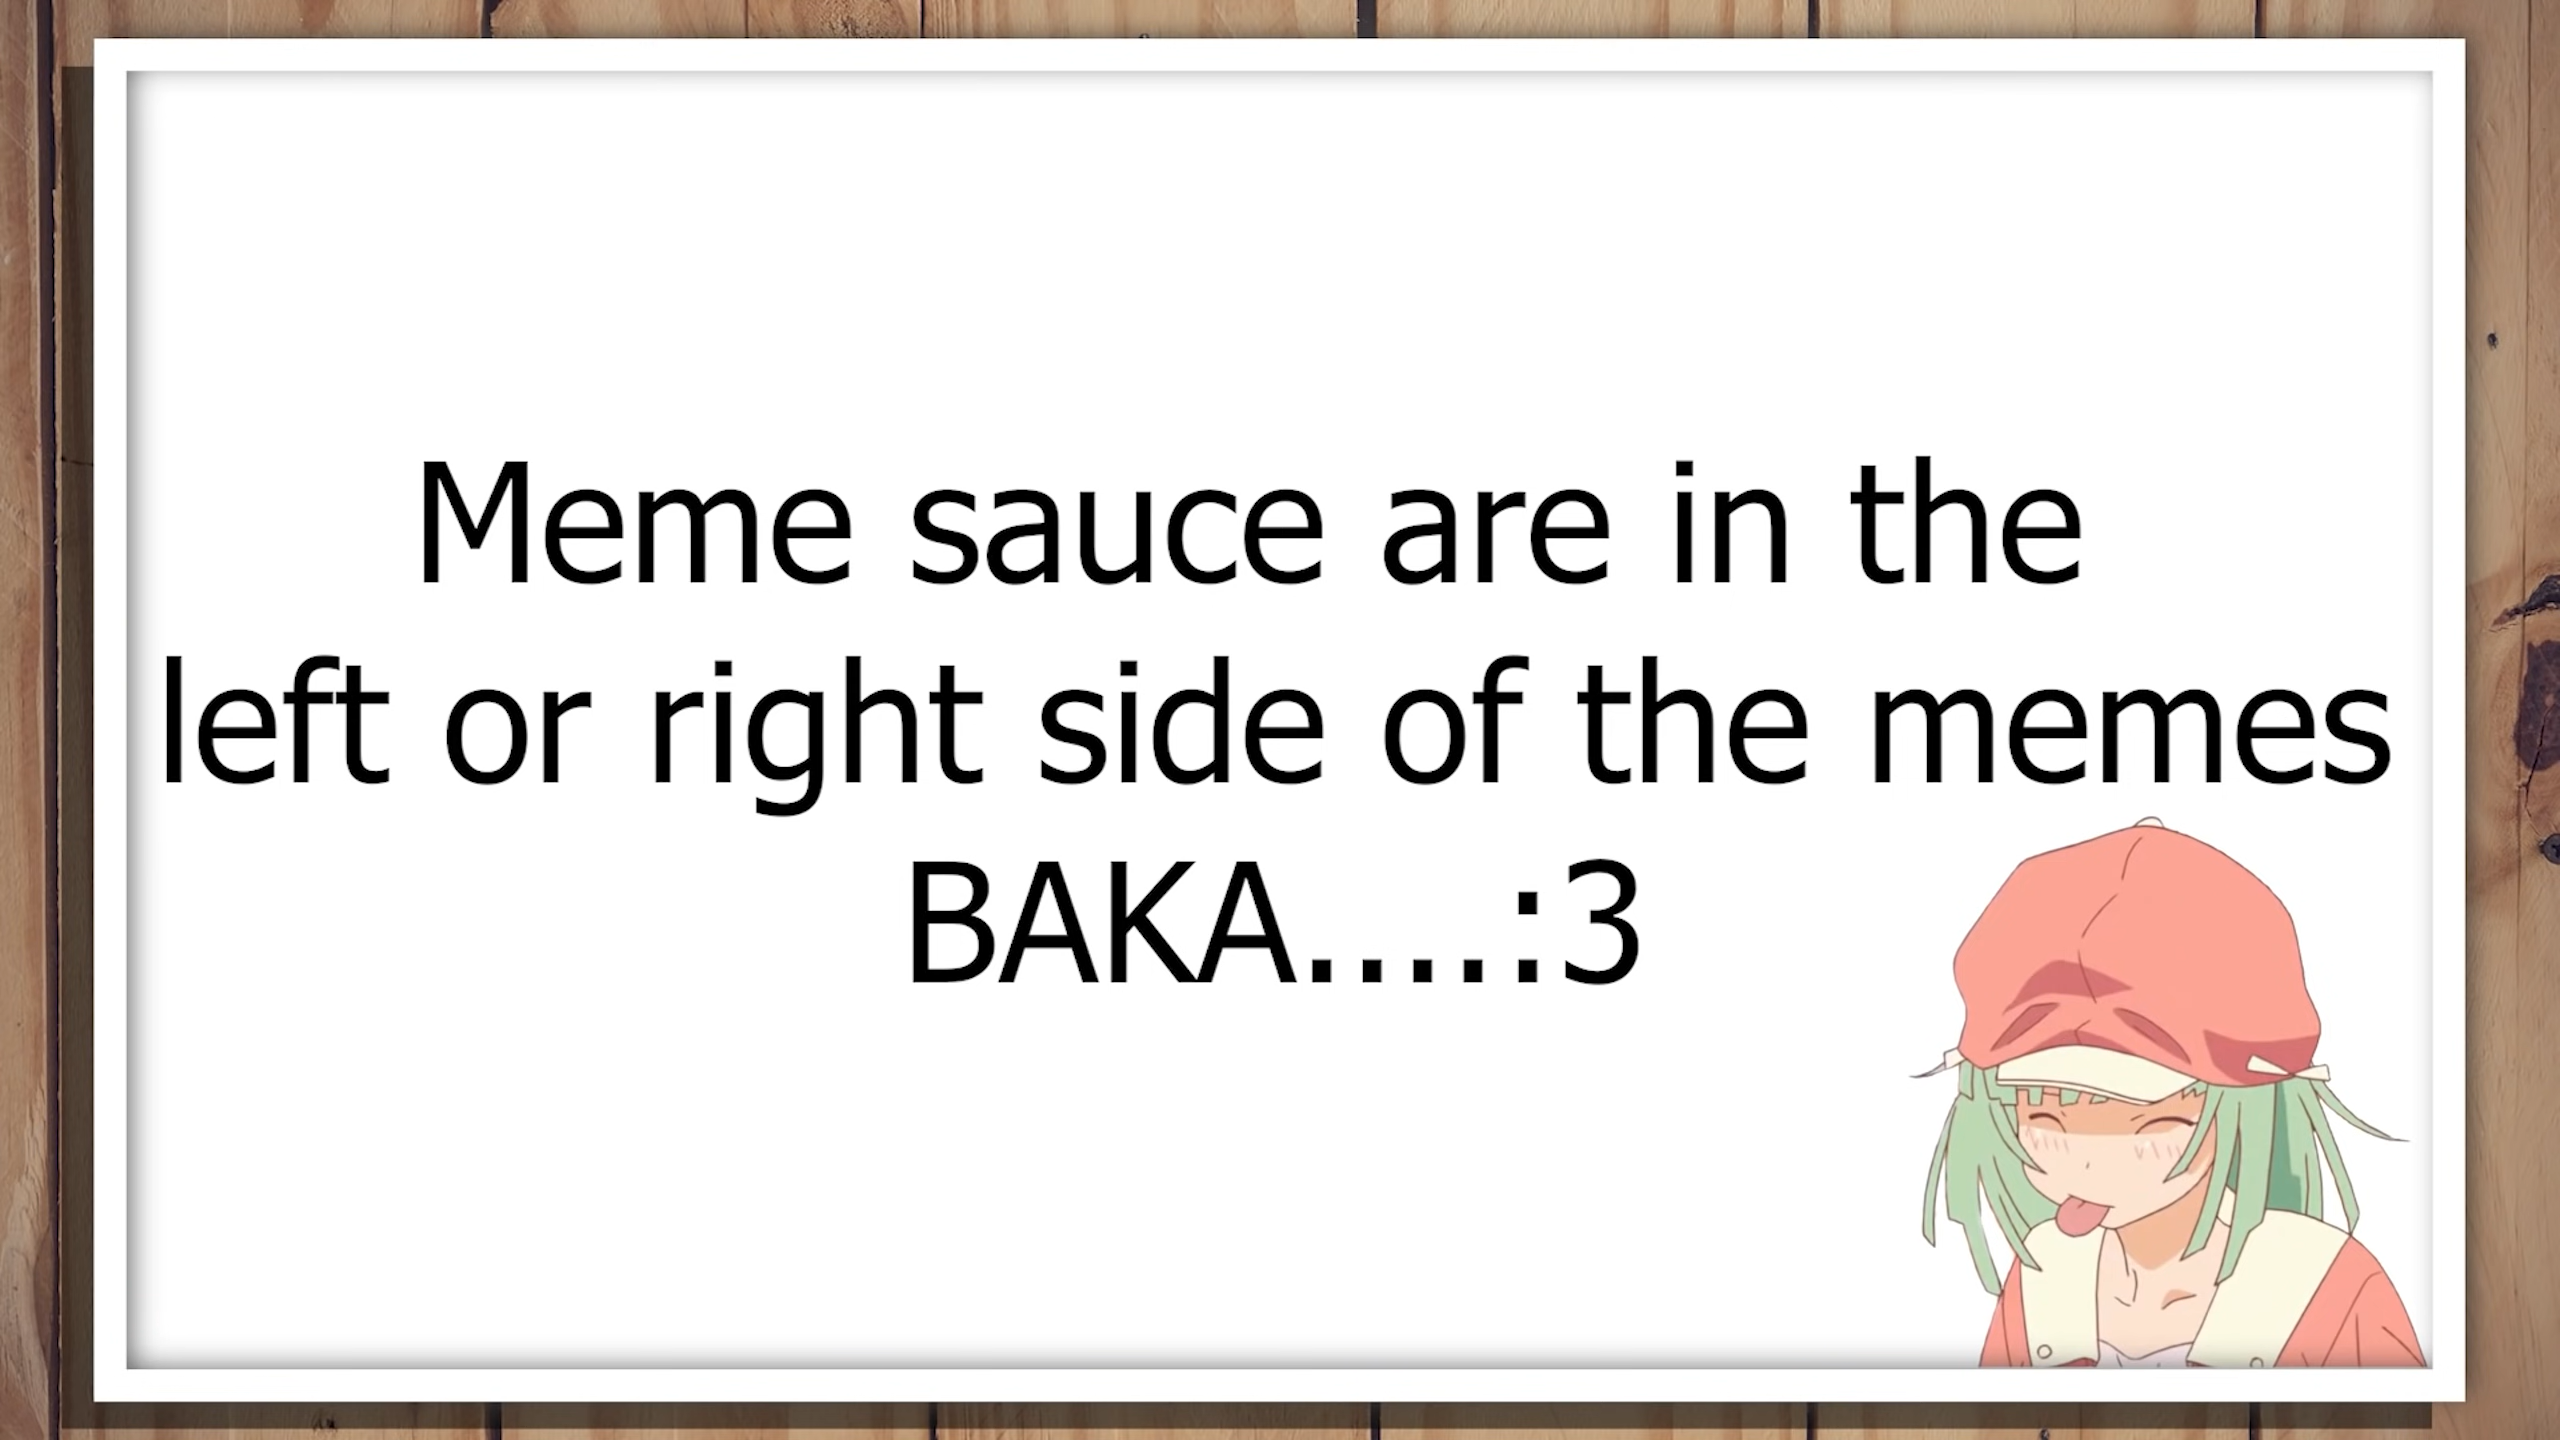 Meme sauce are in the
left or right side of the memes
BAKA....:3